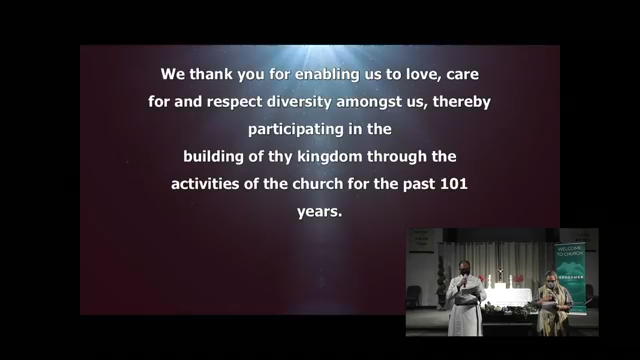 We thank you for enabling us to love, care
for and respect diversity amongst us, thereby
participating in the
building of thy kingdom through the
activities of the church for the past 101
years.
WELCOME
TO CHURCH